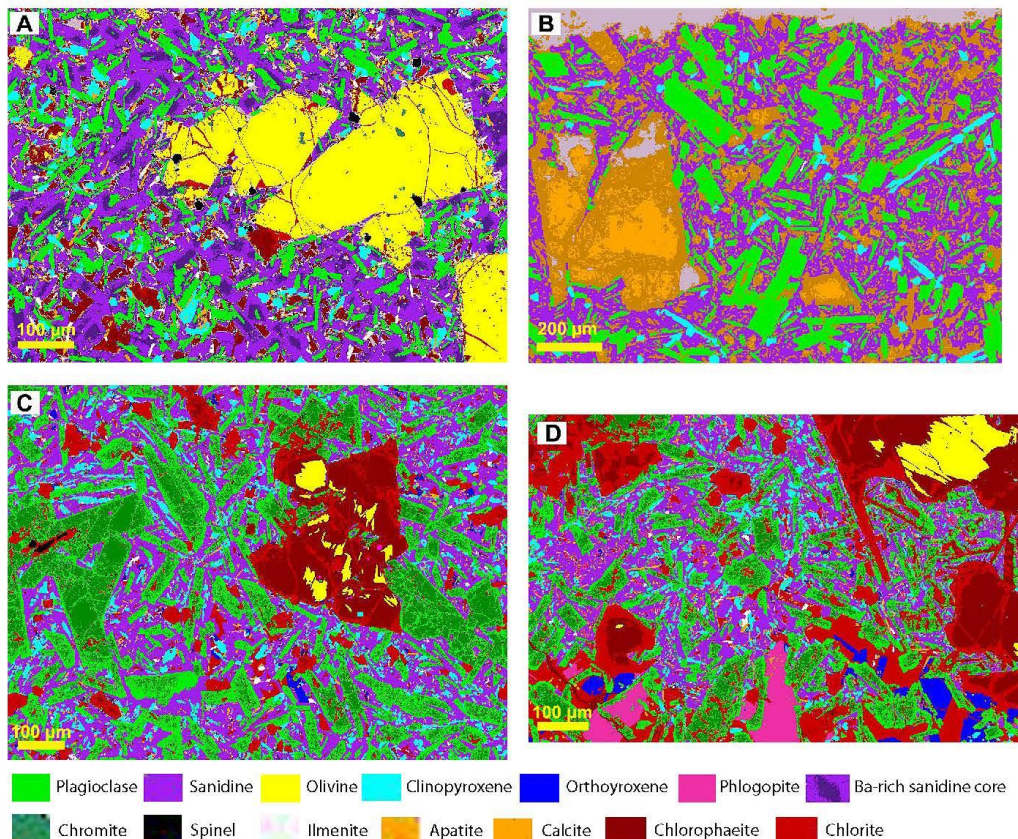 A
B
100 µm
200 µm
C
D
100 µm
100 µm
Plagioclase Sanidine Olivine Clinopyroxene Orthoyroxene Phlogopite Ba-rich sanidine core
Chromite Spinel Ilmenite Apatite Calcite Chlorophaeite Chlorite